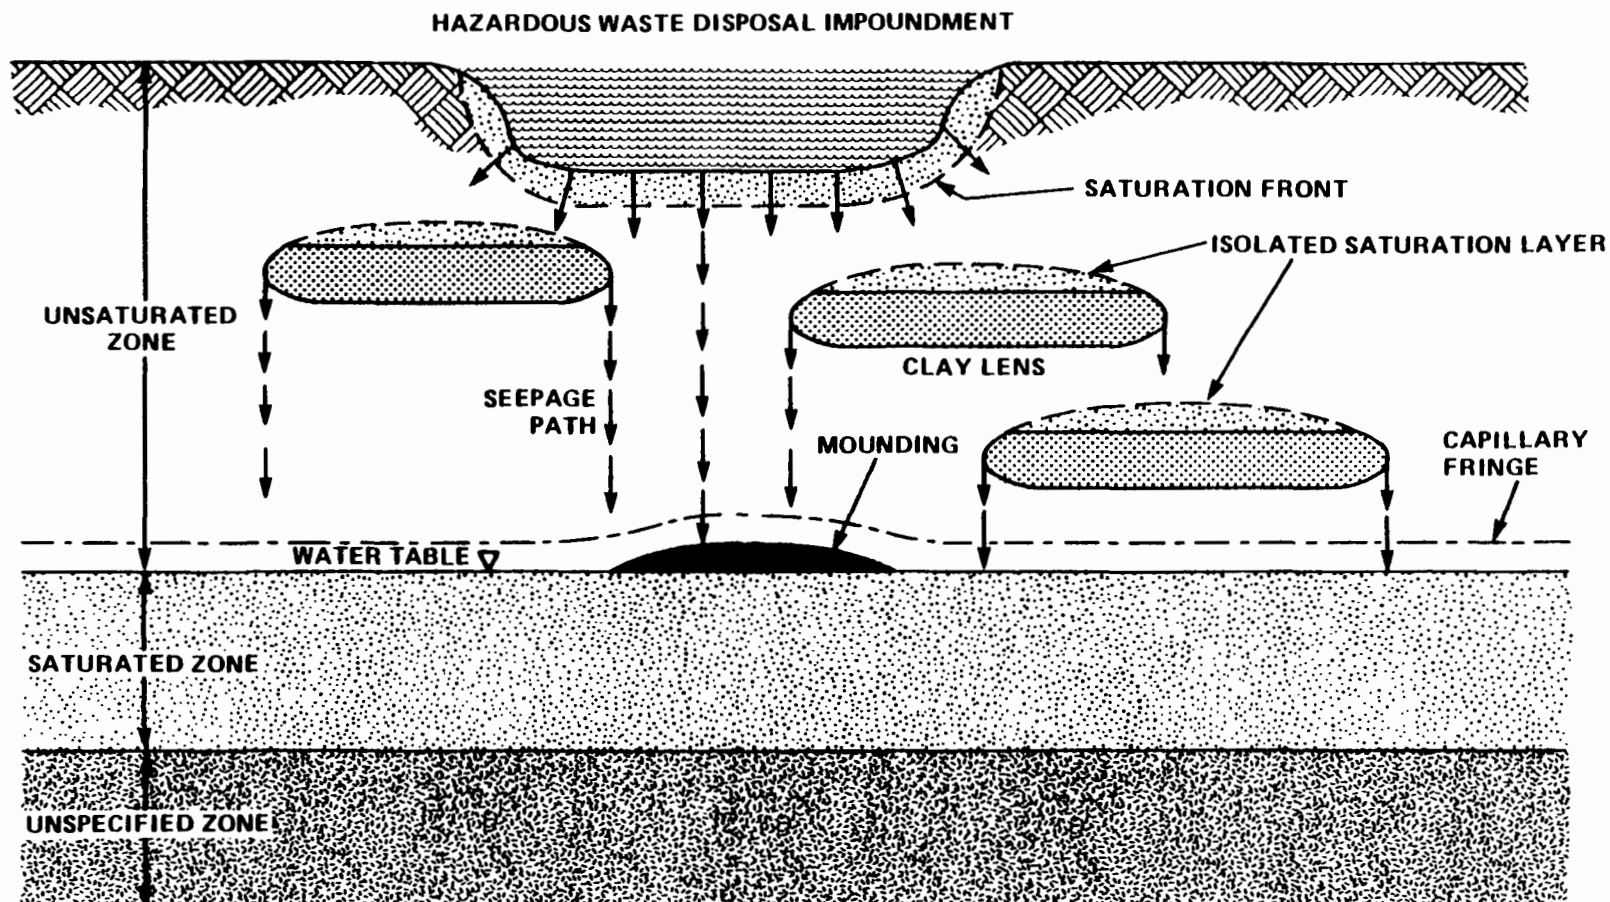 HAZARDOUS WASTE DISPOSAL IMPOUNDMENT
SATURATION FRONT
ISOLATED SATURATION LAYER
UNSATURATED
ZONE
CLAY LENS
SEEPAGE
PATH
MOUNDING
CAPILLARY
FRINGE
WATER TABLE
SATURATED ZONE
UNSPECIFIED ZONE